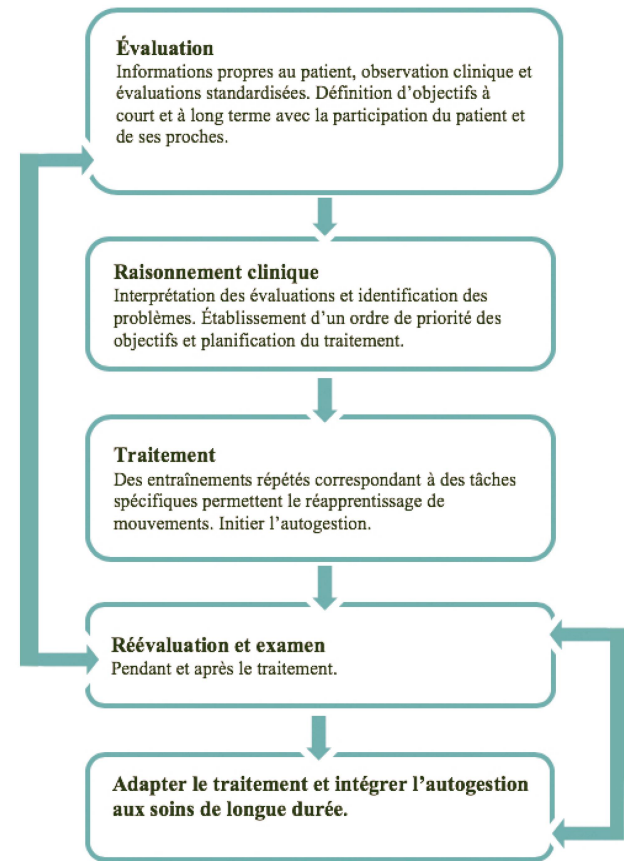 Évaluation
Informations propres au patient, observation clinique et
évaluations standardisées. Définition d’objectifs à
court et à long terme avec la participation du patient et
de ses proches.
Raisonnement clinique
Interprétation des évaluations et identification des
problèmes. Établissement d’un ordre de priorité des
objectifs et planification du traitement.
Traitement
Des entraînements répétés correspondant à des tâches
spécifiques permettent le réapprentissage de
mouvements. Initier l’autogestion.
Réévaluation et examen
Pendant et après le traitement.
Adapter le traitement et intégrer l’autogestion
aux soins de longue durée.